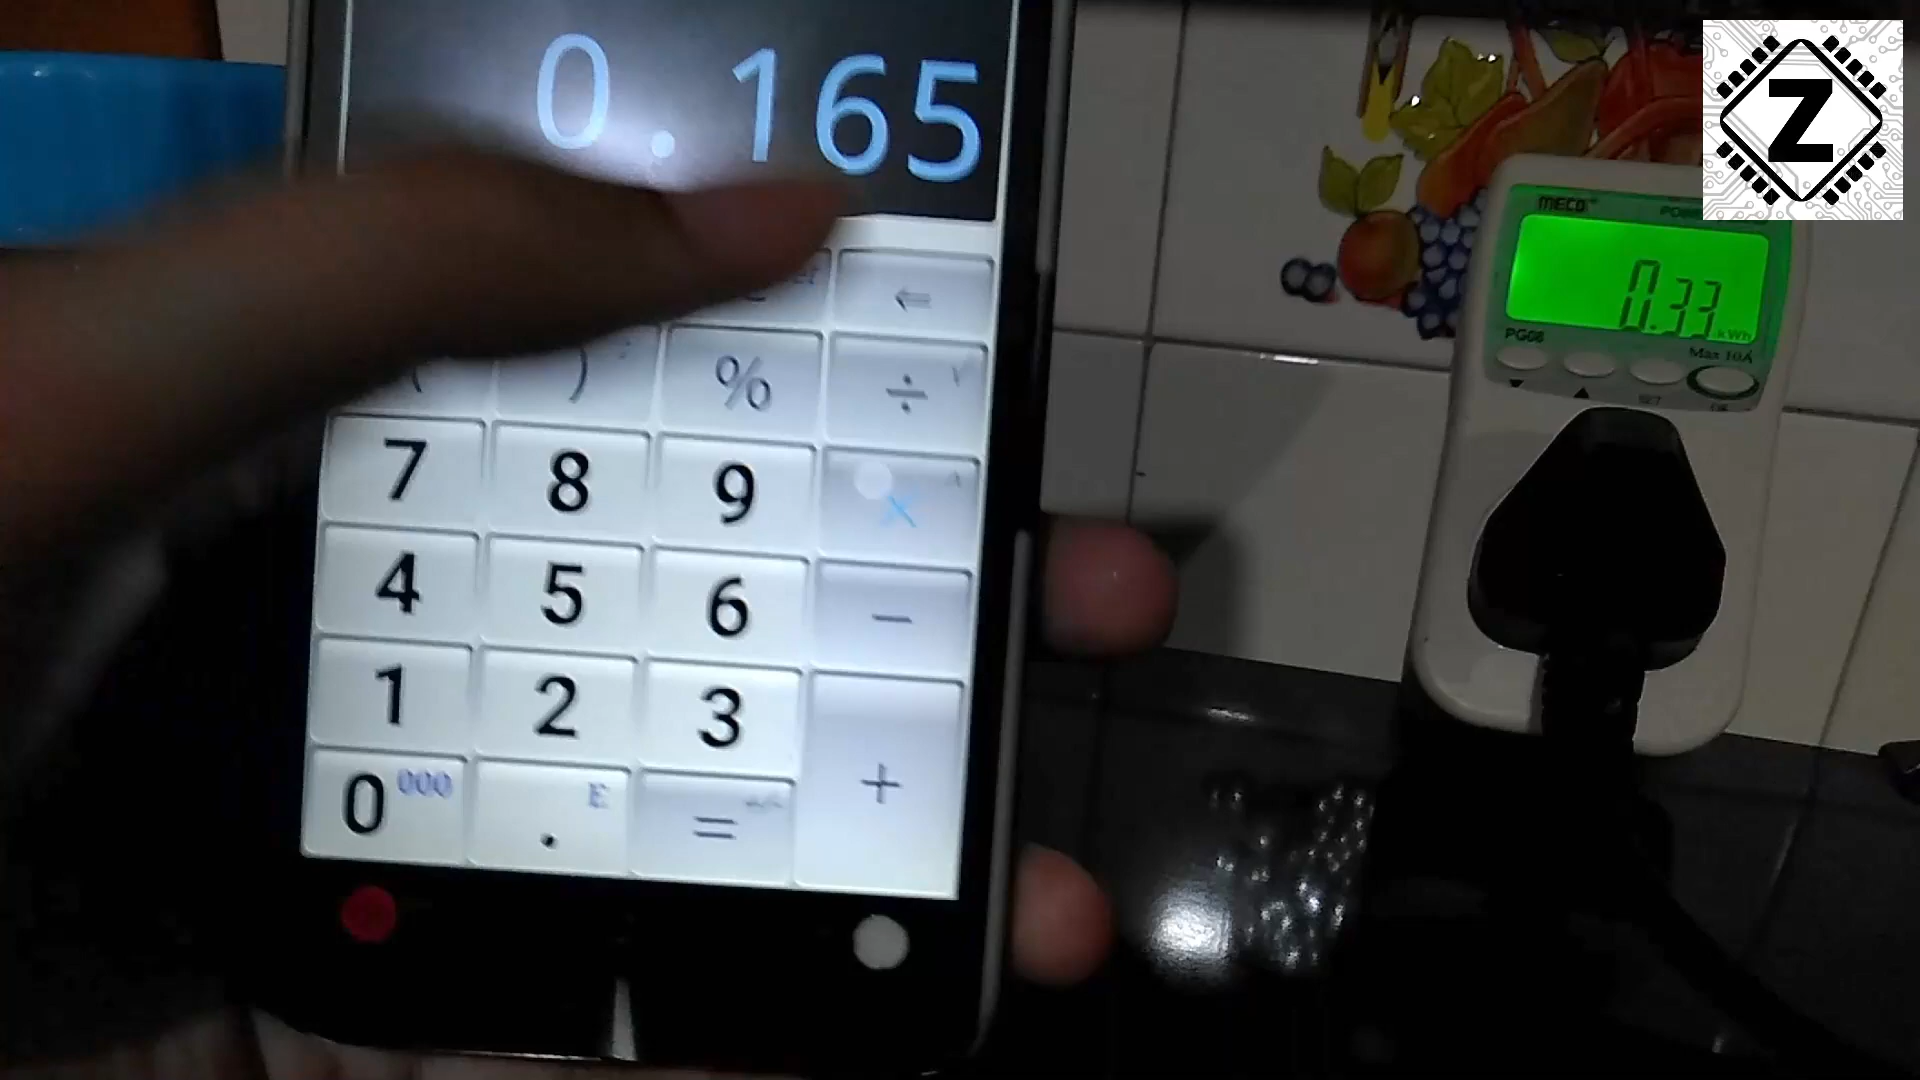 0.165
⇐
( ) % ÷ √
7 8 9 ×
4 5 6 −
1 2 3
0 000 . E = +/- +
Z
MECO
0.33 kWh
PG08
Max 10A
SET